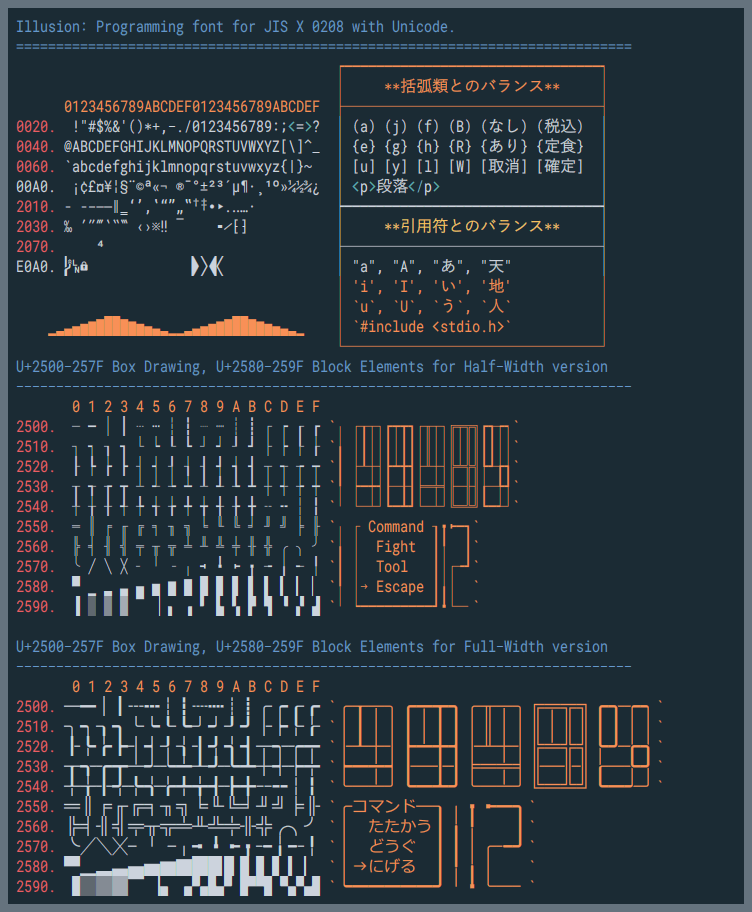 Illusion: Programming font for JIS X 0208 with Unicode.
**括弧類とのバランス**
0123456789ABCDEF0123456789ABCDEF
0020.  !"#$%&'()*+,-./0123456789:;<=>?
0040. @ABCDEFGHIJKLMNOPQRSTUVWXYZ[\]^_
0060. `abcdefghijklmnopqrstuvwxyz{|}~
00A0.
2010.
2030.
2070. ⁴
E0A0.
(a) (j) (f) (B) (なし) (税込)
{e} {g} {h} {R} {あり} {定食}
[u] [y] [l] [W] [取消] [確定]
<p>段落</p>
**引用符とのバランス**
"a", "A", "あ", "天"
'i', 'I', 'い', '地'
`u`, `U`, `う`, `人`
`#include <stdio.h>`
U+2500-257F Box Drawing, U+2580-259F Block Elements for Half-Width version
0 1 2 3 4 5 6 7 8 9 A B C D E F
2500.
2510.
2520.
2530.
2540.
2550.
2560.
2570.
2580.
2590.
Command
Fight
Tool
→ Escape
U+2500-257F Box Drawing, U+2580-259F Block Elements for Full-Width version
0 1 2 3 4 5 6 7 8 9 A B C D E F
2500.
2510.
2520.
2530.
2540.
2550.
2560.
2570.
2580.
2590.
コマンド
たたかう
どうぐ
→にげる